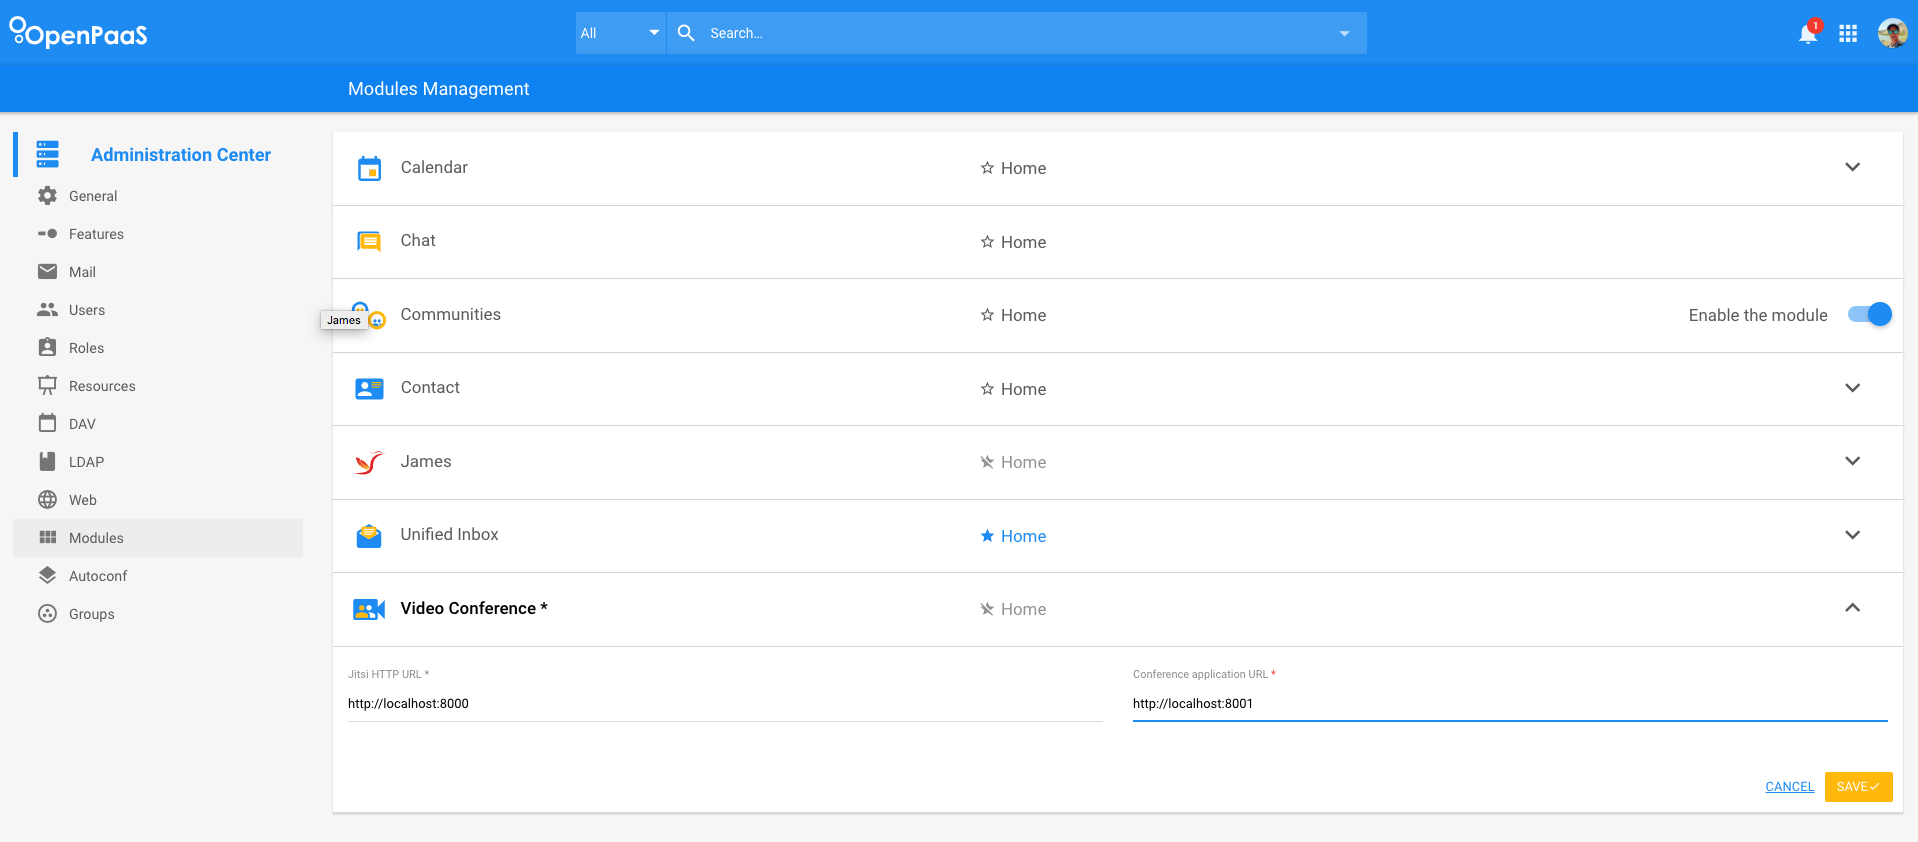 OpenPaaS
All
Search...
1
Modules Management
Administration Center
General
Features
Mail
Users
Roles
Resources
DAV
LDAP
Web
Modules
Autoconf
Groups
James
Calendar
Home
Chat
Home
Communities
Home
Enable the module
Contact
Home
James
Home
Unified Inbox
Home
Video Conference *
Home
Jitsi HTTP URL *
http://localhost:8000
Conference application URL *
http://localhost:8001
CANCEL
SAVE